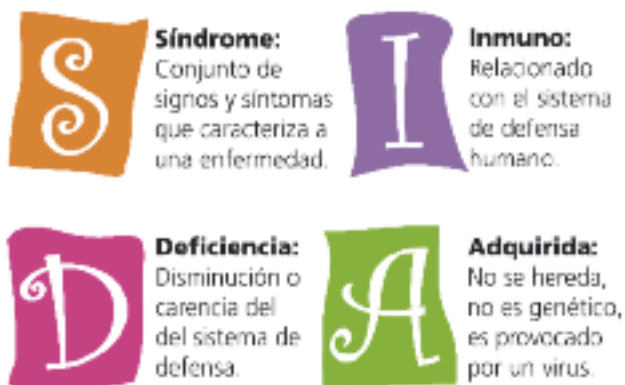 S
Síndrome:
Conjunto de
signos y síntomas
que caracteriza a
una enfermedad.
I
Inmuno:
Relacionado
con el sistema
de defensa
humano.
D
Deficiencia:
Disminución o
carencia del
del sistema de
defensa.
A
Adquirida:
No se hereda,
no es genético,
es provocado
por un virus.